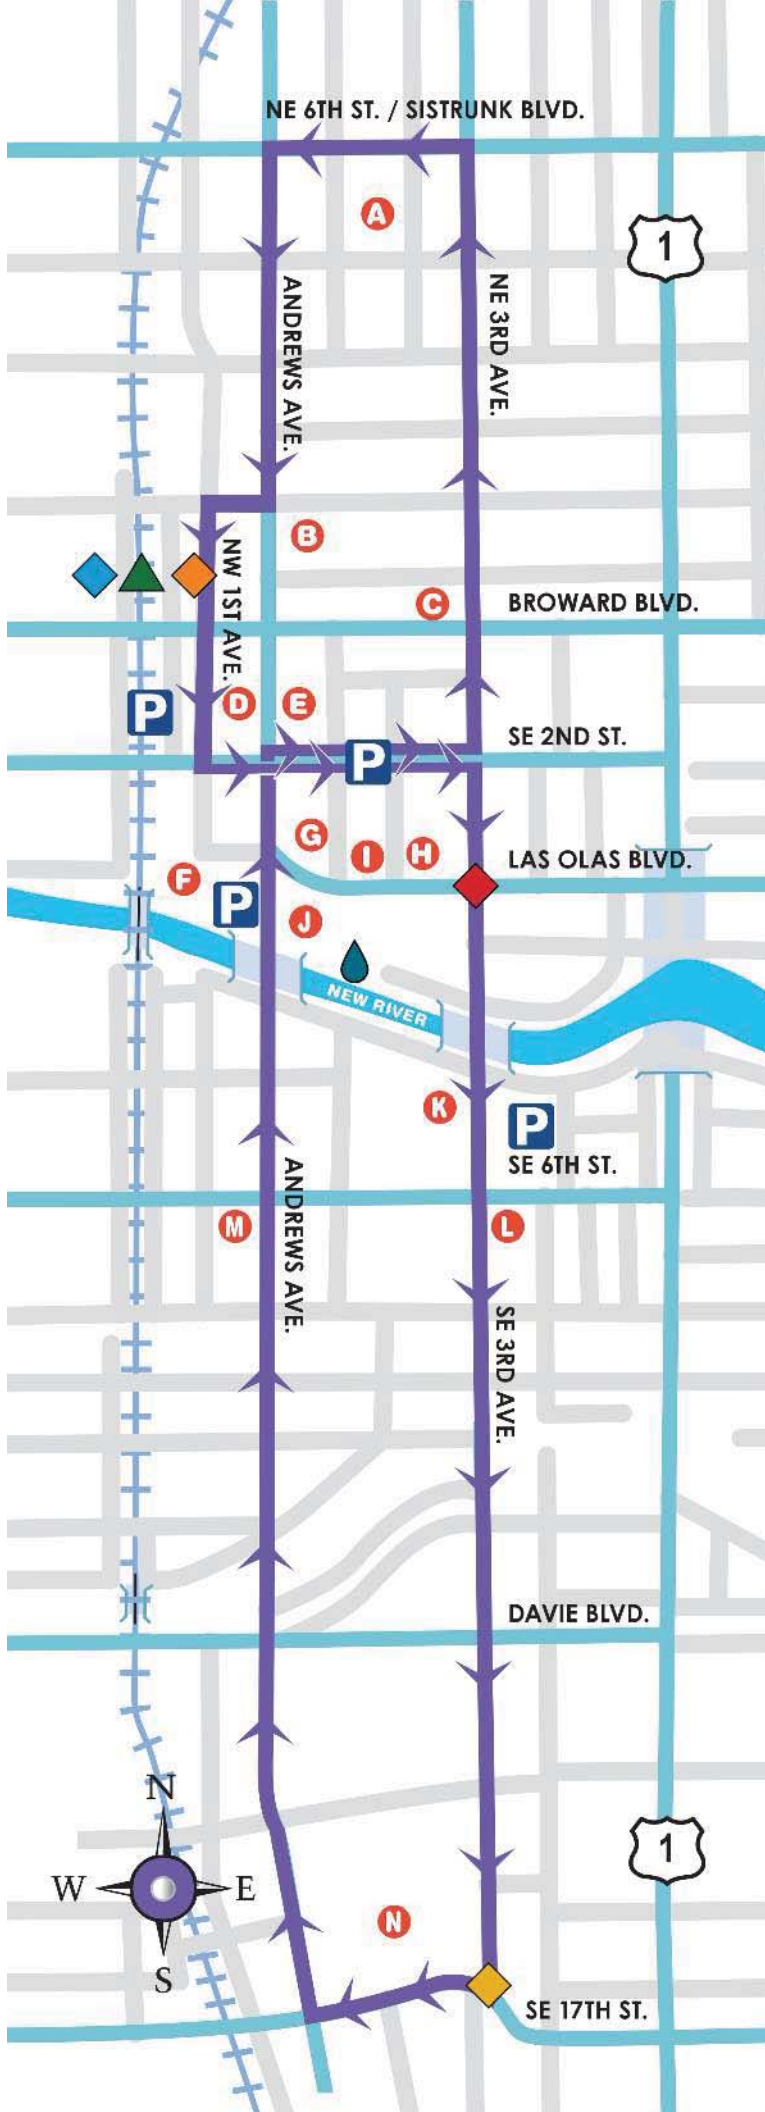 NE 6TH ST. / SISTRUNK BLVD.
A
1
ANDREWS AVE.
NE 3RD AVE.
B
NW 1ST AVE.
C
BROWARD BLVD.
P
D
E
SE 2ND ST.
P
G
I
H
LAS OLAS BLVD.
F
P
J
NEW RIVER
K
P
SE 6TH ST.
M
ANDREWS AVE.
L
SE 3RD AVE.
DAVIE BLVD.
N
1
W
E
N
S
SE 17TH ST.